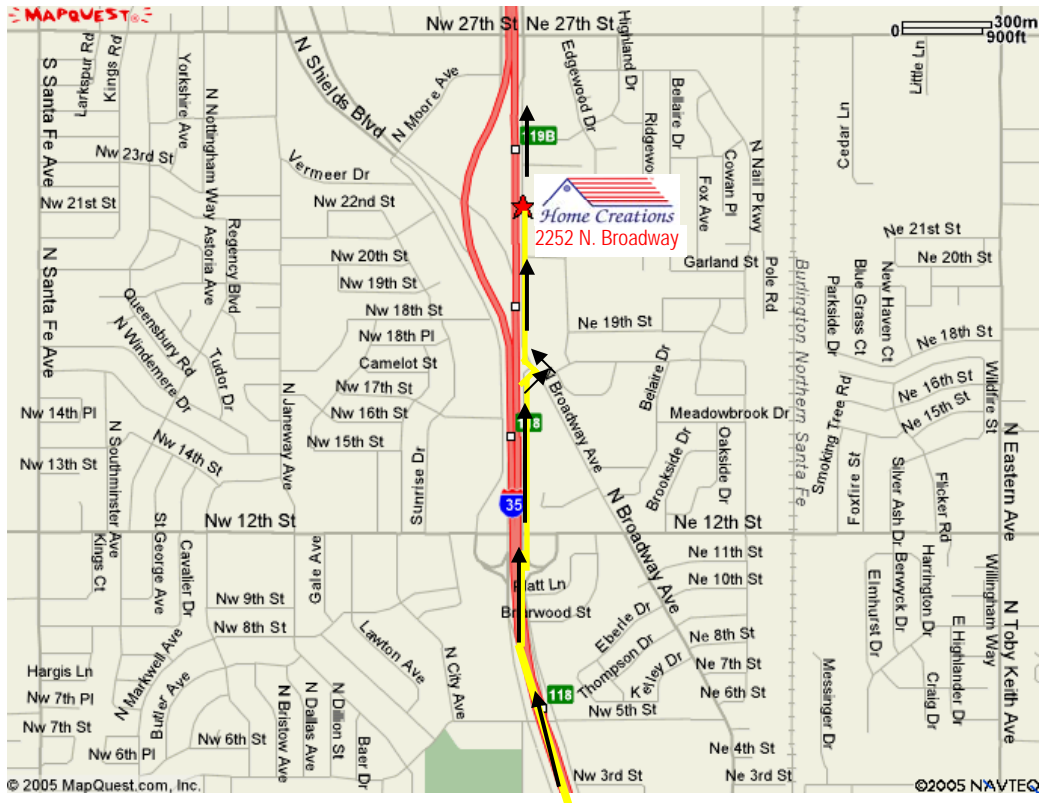 MAPQUEST
Nw 27th St
Ne 27th St
300m
0
900ft
Larkspur Rd
Kings Rd
Yorkshire Ave
S Santa Fe Ave
N Nottingham Way
N Shields Blvd
N Moore Ave
Edgewood Dr
Highland Dr
Bellaire Dr
Little Ln
Cedar Ln
119B
Nw 23rd St
Vermeer Dr
Cowan Pl
N Nail Pkwy
Fox Ave
Nw 21st St
Nw 22nd St
Home Creations
2252 N. Broadway
Astoria Ave
Regency Blvd
Ne 21st St
N Santa Fe Ave
Nw 20th St
Garland St
Pole Rd
Ne 20th St
Nw 19th St
Burlington Northern Santa Fe
Parkside Dr
Blue Grass Ct
New Haven Ct
Queensbury Rd
N Windemere Dr
Nw 18th St
Ne 19th St
Nw 18th Pl
Ne 18th St
Tudor Dr
Camelot St
Belaire Dr
Nw 17th St
N Broadway Ave
Ne 16th St
Wildfire St
Nw 14th Pl
N Janeway Ave
Nw 16th St
Meadowbrook Dr
Smoking Tree Rd
Ne 15th St
Nw 15th St
N Southminster Ave
Nw 14th St
Nw 13th St
Sunrise Dr
Brookside Dr
Oakside Dr
Foxfire St
Silver Ash Dr
Flicker Rd
N Eastern Ave
35
Nw 12th St
N Broadway Ave
Ne 12th St
Kings Ct
St George Ave
Cavalier Dr
Gale Ave
Ne 11th St
Ne 10th St
Platt Ln
Briarwood St
Elmhurst Dr
Berwyck Dr
Harrington Dr
Willingham Way
Nw 9th St
Nw 8th St
Lawton Ave
Eberle Dr
Thompson Dr
Kelley Dr
Ne 8th St
Ne 7th St
Ne 6th St
E Highlander Dr
Craig Dr
Messinger Dr
N Toby Keith Ave
Hargis Ln
N Markwell Ave
Butler Ave
N City Ave
118
Nw 7th Pl
Nw 7th St
Nw 5th St
Nw 6th Pl
Nw 6th St
N Bristow Ave
N Dallas Ave
N Dillon St
Baer Dr
Ne 4th St
Nw 3rd St
Ne 3rd St
© 2005 MapQuest.com, Inc.
©2005 NAVTEQ